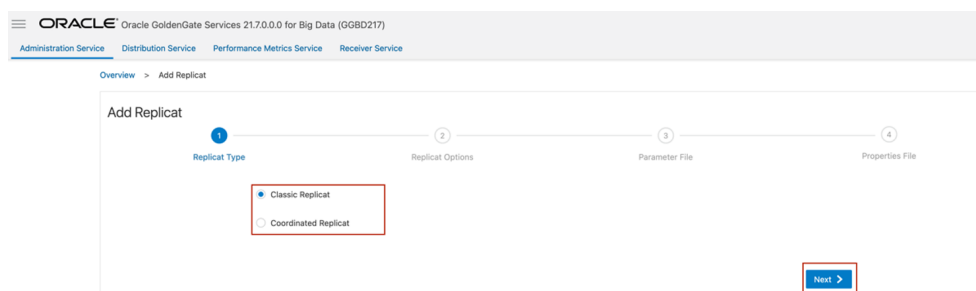 ORACLE Oracle GoldenGate Services 21.7.0.0.0 for Big Data (GGBD217)
Administration Service Distribution Service Performance Metrics Service Receiver Service
Overview > Add Replicat
Add Replicat
1 2 3 4
Replicat Type Replicat Options Parameter File Properties File
Classic Replicat
Coordinated Replicat
Next >